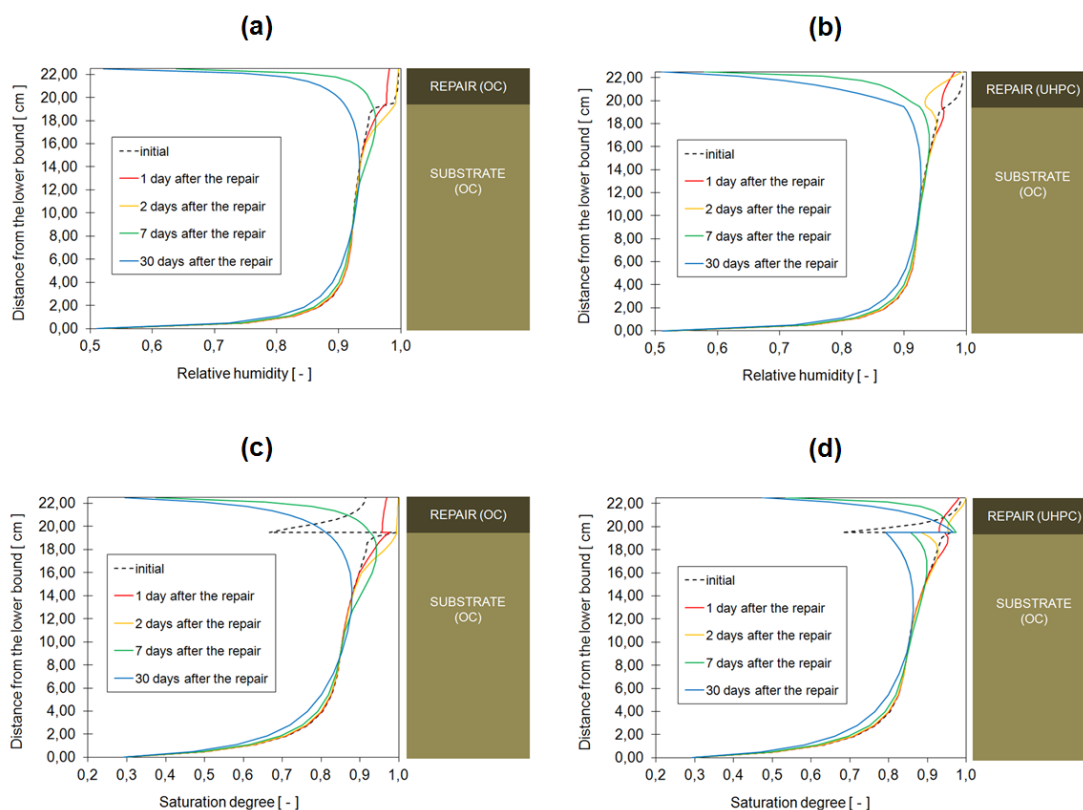 (a)
Distance from the lower bound [ cm ]
22,00
20,00
18,00
16,00
14,00
12,00
10,00
8,00
6,00
4,00
2,00
0,00
initial
1 day after the repair
2 days after the repair
7 days after the repair
30 days after the repair
0,5 0,6 0,7 0,8 0,9 1,0
Relative humidity [ - ]
REPAIR (OC)
SUBSTRATE
(OC)
(b)
Distance from the lower bound [ cm ]
22,00
20,00
18,00
16,00
14,00
12,00
10,00
8,00
6,00
4,00
2,00
0,00
initial
1 day after the repair
2 days after the repair
7 days after the repair
30 days after the repair
0,5 0,6 0,7 0,8 0,9 1,0
Relative humidity [ - ]
REPAIR (UHPC)
SUBSTRATE
(OC)
(c)
Distance from the lower bound [ cm ]
22,00
20,00
18,00
16,00
14,00
12,00
10,00
8,00
6,00
4,00
2,00
0,00
initial
1 day after the repair
2 days after the repair
7 days after the repair
30 days after the repair
0,2 0,3 0,4 0,5 0,6 0,7 0,8 0,9 1,0
Saturation degree [ - ]
REPAIR (OC)
SUBSTRATE
(OC)
(d)
Distance from the lower bound [ cm ]
22,00
20,00
18,00
16,00
14,00
12,00
10,00
8,00
6,00
4,00
2,00
0,00
initial
1 day after the repair
2 days after the repair
7 days after the repair
30 days after the repair
0,2 0,3 0,4 0,5 0,6 0,7 0,8 0,9 1,0
Saturation degree [ - ]
REPAIR (UHPC)
SUBSTRATE
(OC)